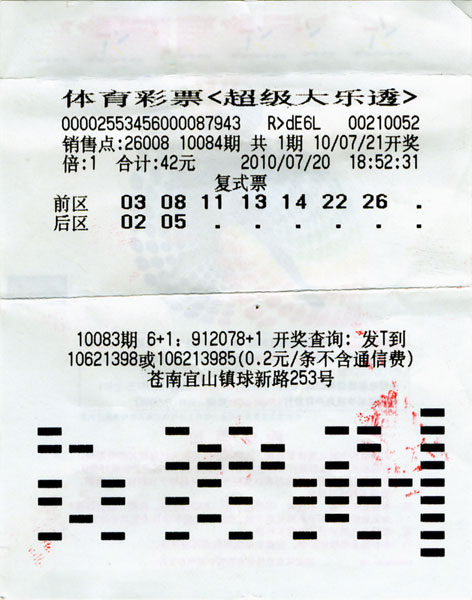 体育彩票<超级大乐透>
00002553456000087943 R>dE6L 00210052
销售点:26008 10084期 共 1期 10/07/21开奖
倍:1 合计:42元 2010/07/20 18:52:31
复式票
前区 03 08 11 13 14 22 26 .
后区 02 05 . . . . . .
10083期 6+1: 912078+1 开奖查询: 发T到
10621398或106213985(0.2元/条不含通信费)
苍南宜山镇球新路253号